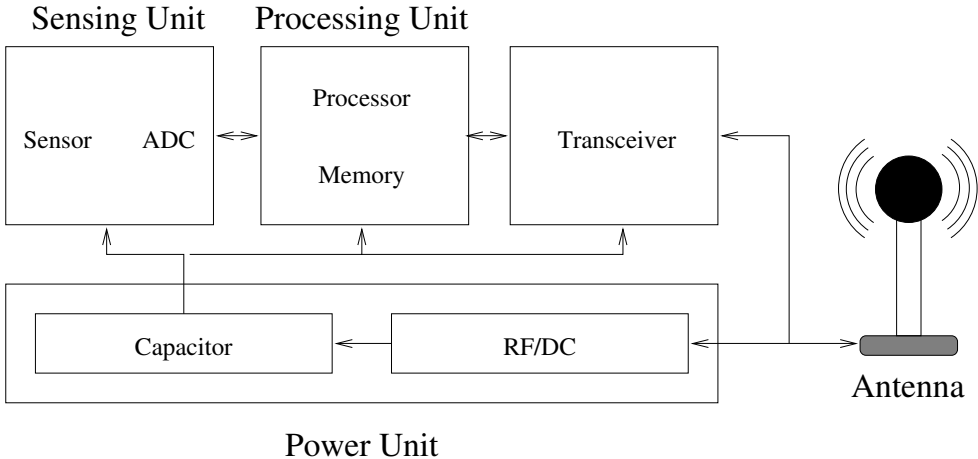 Sensing Unit
Processing Unit
Sensor
ADC
Processor
Memory
Transceiver
Capacitor
RF/DC
Antenna
Power Unit